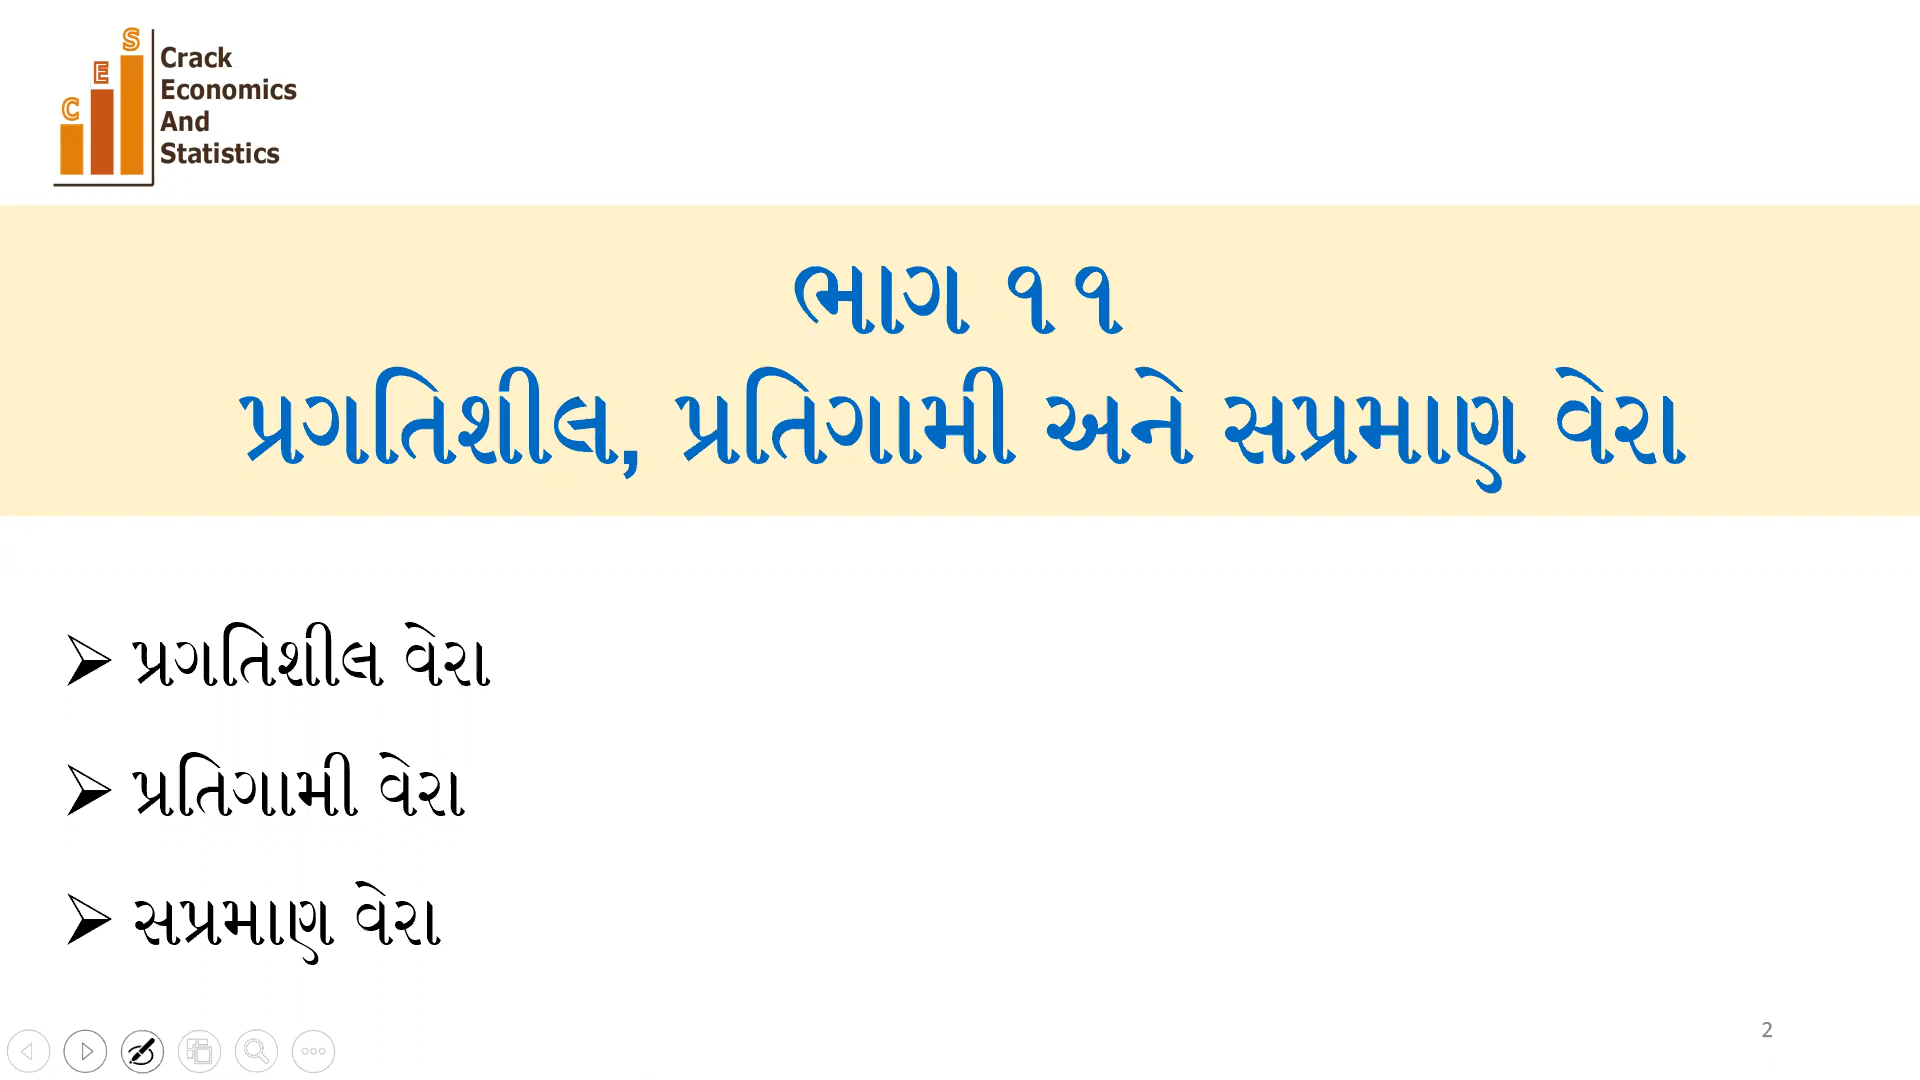 S
E
C
Crack
Economics
And
Statistics
ભાગ ૧૧
પ્રગતિશીલ, પ્રતિગામી અને સપ્રમાણ વેરા
➢ પ્રગતિશીલ વેરા
➢ પ્રતિગામી વેરા
➢ સપ્રમાણ વેરા
2